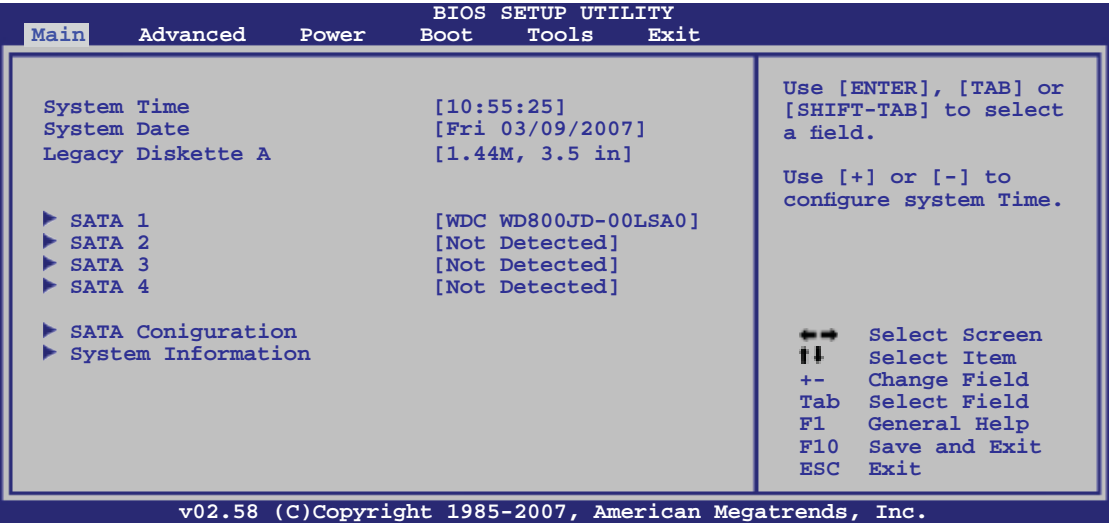 BIOS SETUP UTILITY
Main Advanced Power Boot Tools Exit
System Time [10:55:25]
System Date [Fri 03/09/2007]
Legacy Diskette A [1.44M, 3.5 in]
SATA 1 [WDC WD800JD-00LSA0]
SATA 2 [Not Detected]
SATA 3 [Not Detected]
SATA 4 [Not Detected]
SATA Coniguration
System Information
Use [ENTER], [TAB] or
[SHIFT-TAB] to select
a field.
Use [+] or [-] to
configure system Time.
Select Screen
Select Item
+- Change Field
Tab Select Field
F1 General Help
F10 Save and Exit
ESC Exit
v02.58 (C)Copyright 1985-2007, American Megatrends, Inc.